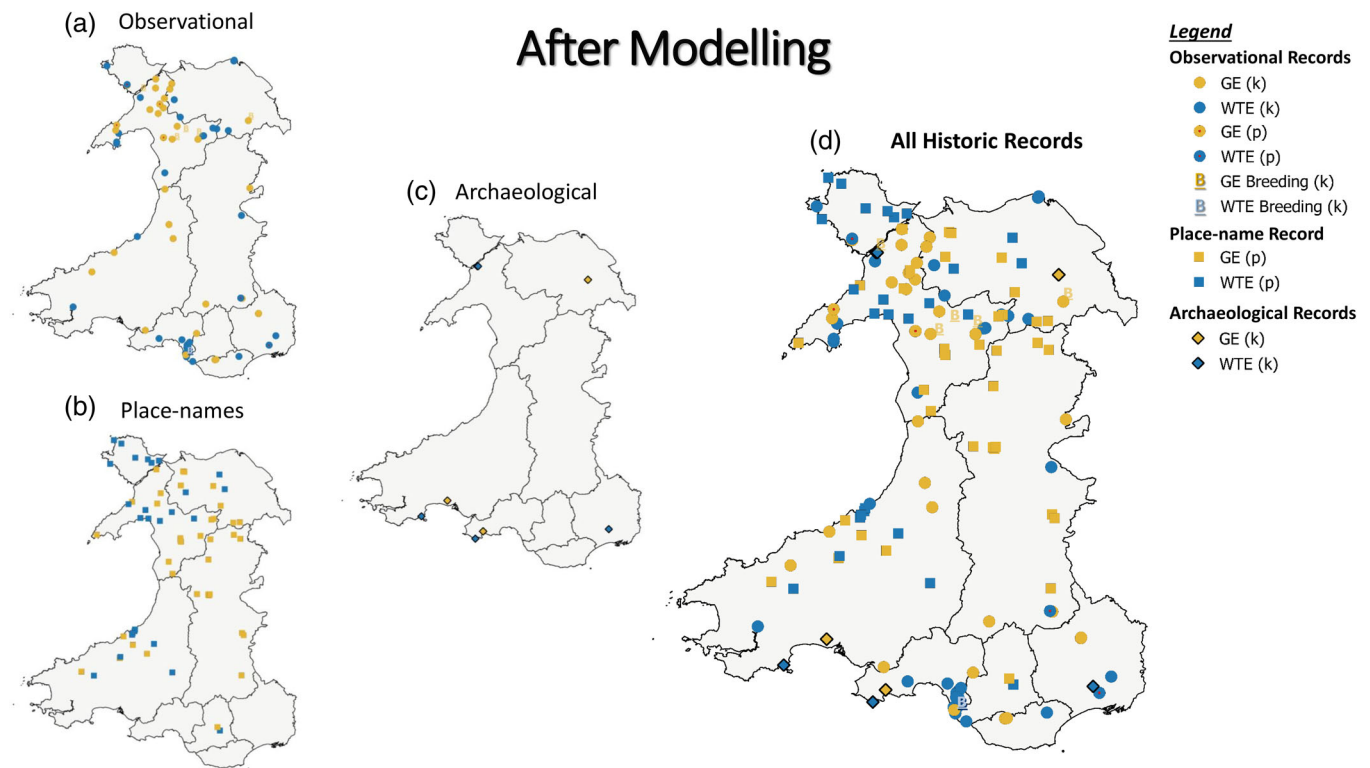 After Modelling
(a) Observational
(b) Place-names
(c) Archaeological
(d) All Historic Records
B
B
B
B
B
B
B
B
B
B
Legend
Observational Records
GE (k)
WTE (k)
GE (p)
WTE (p)
B GE Breeding (k)
B WTE Breeding (k)
Place-name Record
GE (p)
WTE (p)
Archaeological Records
GE (k)
WTE (k)